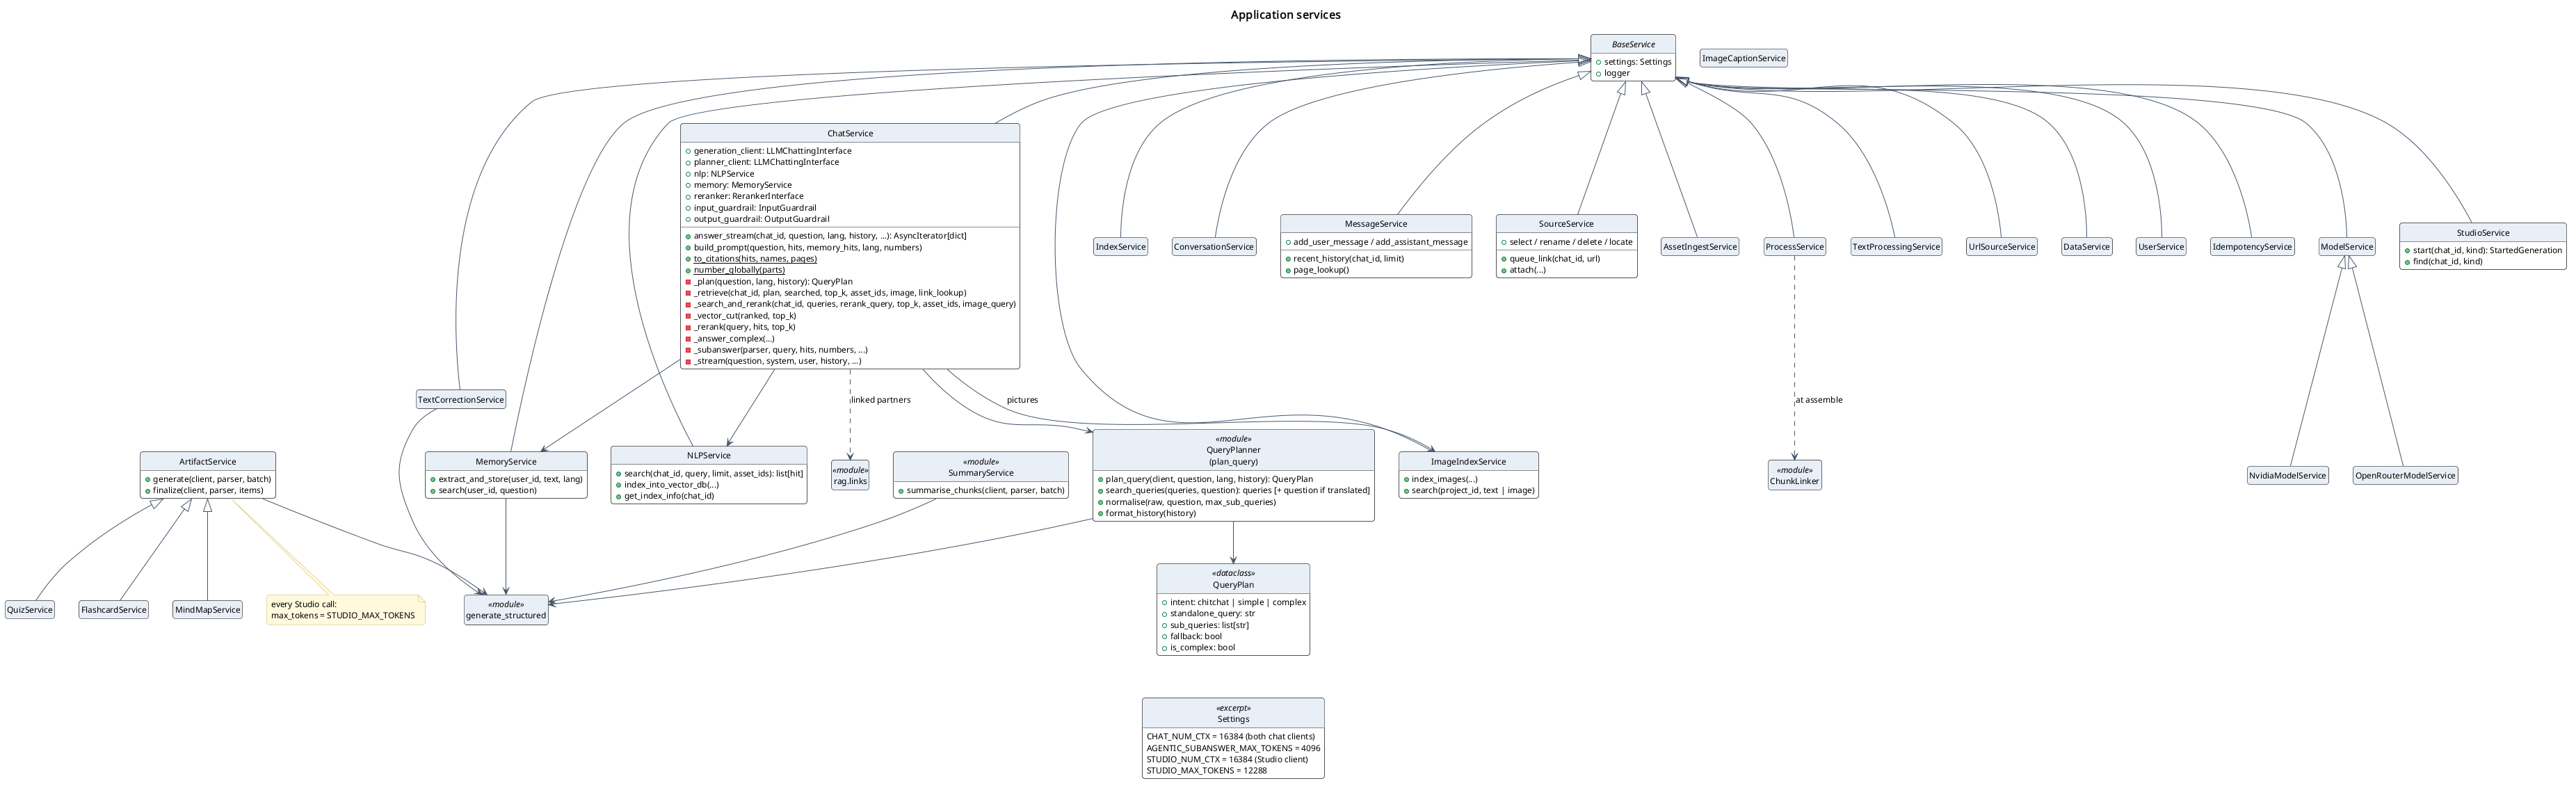 Application services
BaseService
settings: Settings
logger
ImageCaptionService
ChatService
generation_client: LLMChattingInterface
planner_client: LLMChattingInterface
nlp: NLPService
memory: MemoryService
reranker: RerankerInterface
input_guardrail: InputGuardrail
output_guardrail: OutputGuardrail
answer_stream(chat_id, question, lang, history, ...): AsyncIterator[dict]
build_prompt(question, hits, memory_hits, lang, numbers)
to_citations(hits, names, pages)
number_globally(parts)
_plan(question, lang, history): QueryPlan
_retrieve(chat_id, plan, searched, top_k, asset_ids, image, link_lookup)
_search_and_rerank(chat_id, queries, rerank_query, top_k, asset_ids, image_query)
_vector_cut(ranked, top_k)
_rerank(query, hits, top_k)
_answer_complex(...)
_subanswer(parser, query, hits, numbers, ...)
_stream(question, system, user, history, ...)
IndexService
ConversationService
MessageService
add_user_message / add_assistant_message
recent_history(chat_id, limit)
page_lookup()
SourceService
select / rename / delete / locate
queue_link(chat_id, url)
attach(...)
AssetIngestService
ProcessService
TextProcessingService
UrlSourceService
DataService
UserService
IdempotencyService
ModelService
StudioService
start(chat_id, kind): StartedGeneration
find(chat_id, kind)
TextCorrectionService
linked partners
pictures
at assemble
ArtifactService
generate(client, parser, batch)
finalize(client, parser, items)
MemoryService
extract_and_store(user_id, text, lang)
search(user_id, question)
NLPService
search(chat_id, query, limit, asset_ids): list[hit]
index_into_vector_db(...)
get_index_info(chat_id)
«module»
rag.links
«module»
SummaryService
summarise_chunks(client, parser, batch)
«module»
QueryPlanner
(plan_query)
plan_query(client, question, lang, history): QueryPlan
search_queries(queries, question): queries [+ question if translated]
normalise(raw, question, max_sub_queries)
format_history(history)
ImageIndexService
index_images(...)
search(project_id, text | image)
«module»
ChunkLinker
NvidiaModelService
OpenRouterModelService
QuizService
FlashcardService
MindMapService
every Studio call:
max_tokens = STUDIO_MAX_TOKENS
«module»
generate_structured
«dataclass»
QueryPlan
intent: chitchat | simple | complex
standalone_query: str
sub_queries: list[str]
fallback: bool
is_complex: bool
«excerpt»
Settings
CHAT_NUM_CTX = 16384 (both chat clients)
AGENTIC_SUBANSWER_MAX_TOKENS = 4096
STUDIO_NUM_CTX = 16384 (Studio client)
STUDIO_MAX_TOKENS = 12288